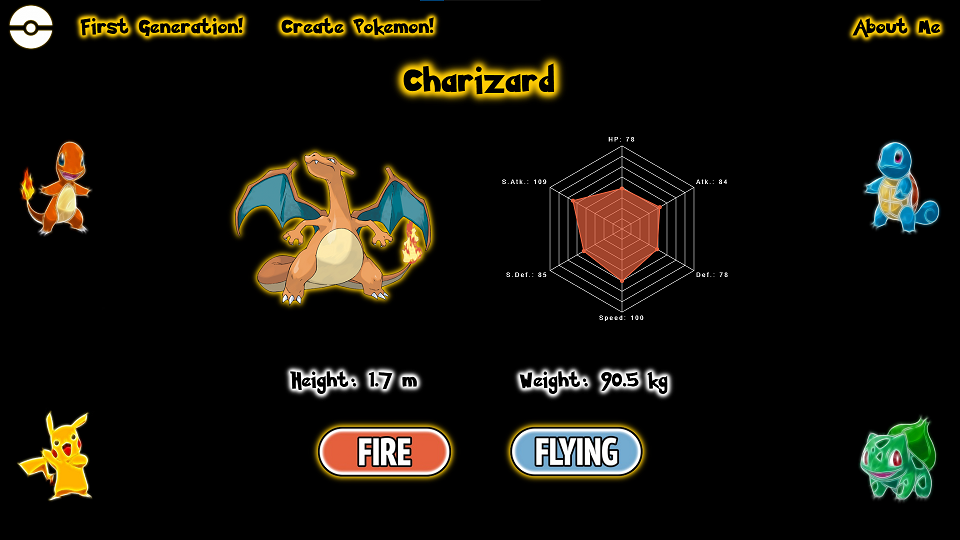 First Generation! Create Pokemon! About Me
Charizard
HP: 78
S.Atk.: 109
Atk.: 84
S.Def.: 85
Def.: 78
Speed: 100
Height: 1.7 m
Weight: 90.5 kg
FIRE
FLYING